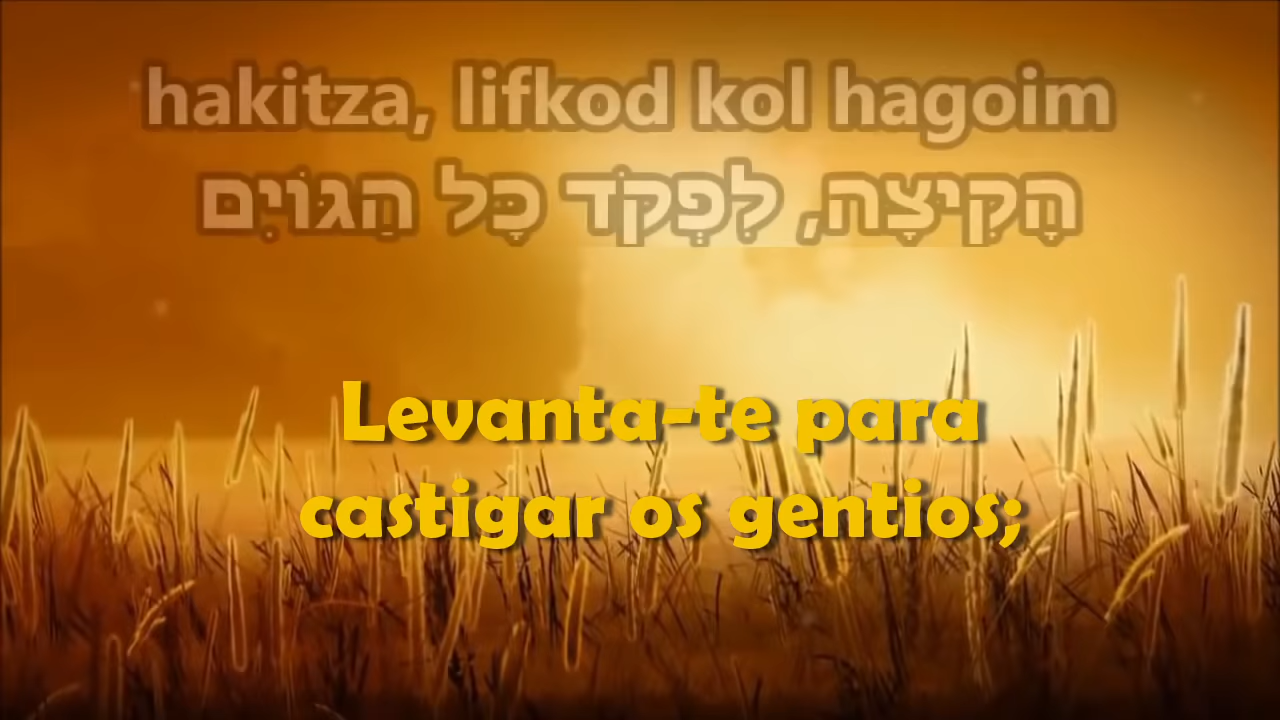 hakitza, lifkod kol hagoim
הָקִיצָה, לִפְקֹד כָּל הַגּוֹיִם
Levanta-te para
castigar os gentios;